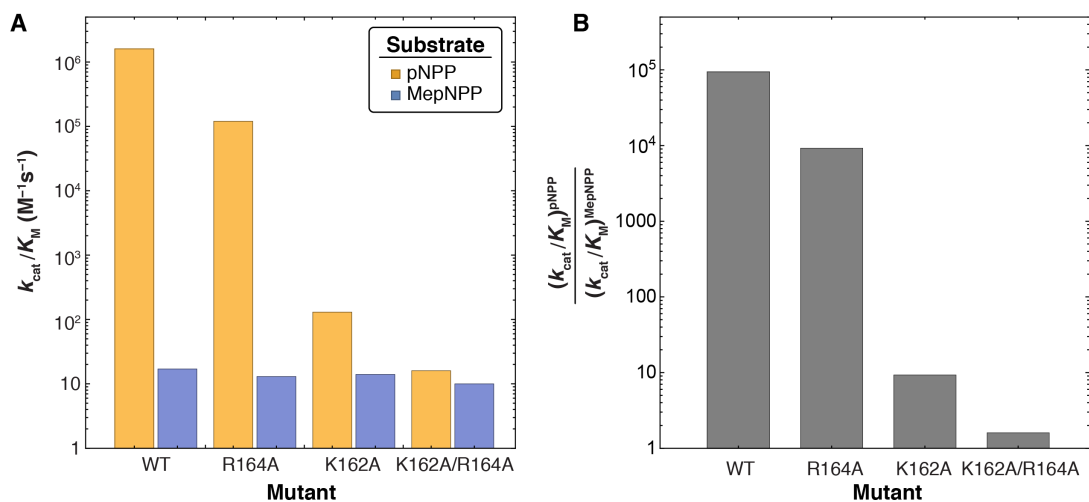 A
Substrate
pNPP
MepNPP
10⁶
10⁵
10⁴
10³
10²
10
1
k_cat/K_M (M⁻¹s⁻¹)
WT R164A K162A K162A/R164A
Mutant
B
10⁵
10⁴
1000
100
10
1
(k_cat/K_M)^pNPP
(k_cat/K_M)^MepNPP
WT R164A K162A K162A/R164A
Mutant